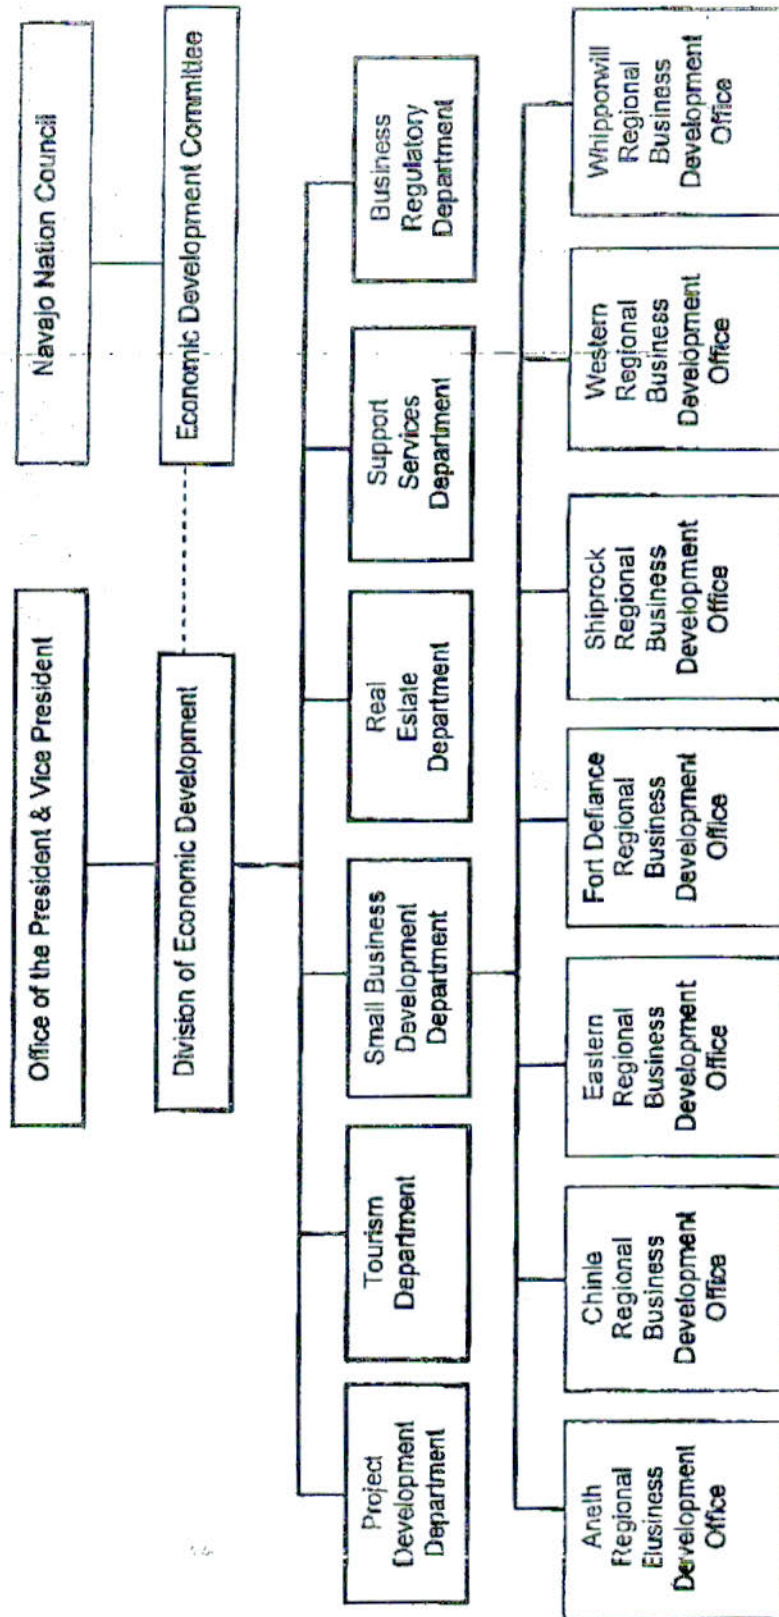 Office of the President & Vice President
Navajo Nation Council
Division of Economic Development
Economic Development Committee
Project
Development
Department
Tourism
Department
Small Business
Development
Department
Real
Estate
Department
Support
Services
Department
Business
Regulatory
Department
Aneth
Regional
Business
Development
Office
Chinle
Regional
Business
Development
Office
Eastern
Regional
Business
Development
Office
Fort Defiance
Regional
Business
Development
Office
Shiprock
Regional
Business
Development
Office
Western
Regional
Business
Development
Office
Whipporwill
Regional
Business
Development
Office